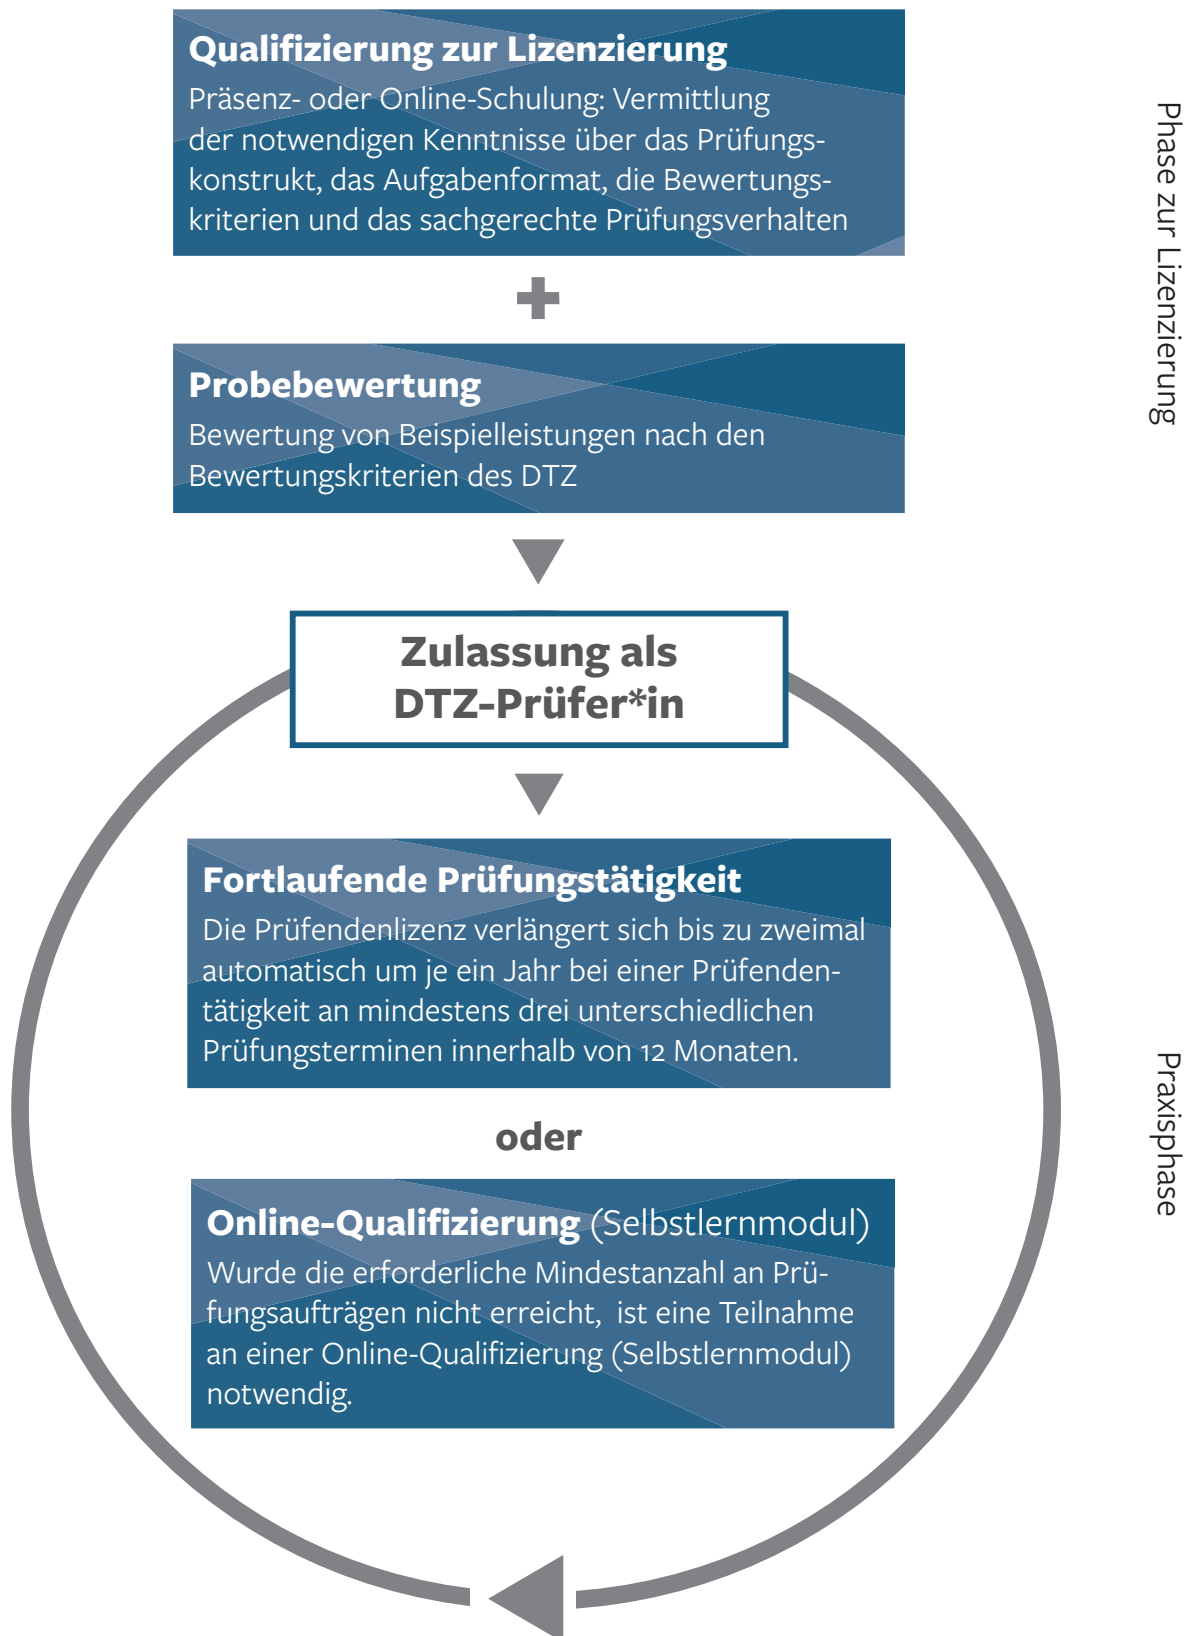 Qualifizierung zur Lizenzierung
Präsenz- oder Online-Schulung: Vermittlung
der notwendigen Kenntnisse über das Prüfungs-
konstrukt, das Aufgabenformat, die Bewertungs-
kriterien und das sachgerechte Prüfungsverhalten
Phase zur Lizenzierung
Probebewertung
Bewertung von Beispielleistungen nach den
Bewertungskriterien des DTZ
Zulassung als
DTZ-Prüfer*in
Fortlaufende Prüfungstätigkeit
Die Prüfendenlizenz verlängert sich bis zu zweimal
automatisch um je ein Jahr bei einer Prüfenden-
tätigkeit an mindestens drei unterschiedlichen
Prüfungsterminen innerhalb von 12 Monaten.
oder
Praxisphase
Online-Qualifizierung (Selbstlernmodul)
Wurde die erforderliche Mindestanzahl an Prü-
fungsaufträgen nicht erreicht, ist eine Teilnahme
an einer Online-Qualifizierung (Selbstlernmodul)
notwendig.